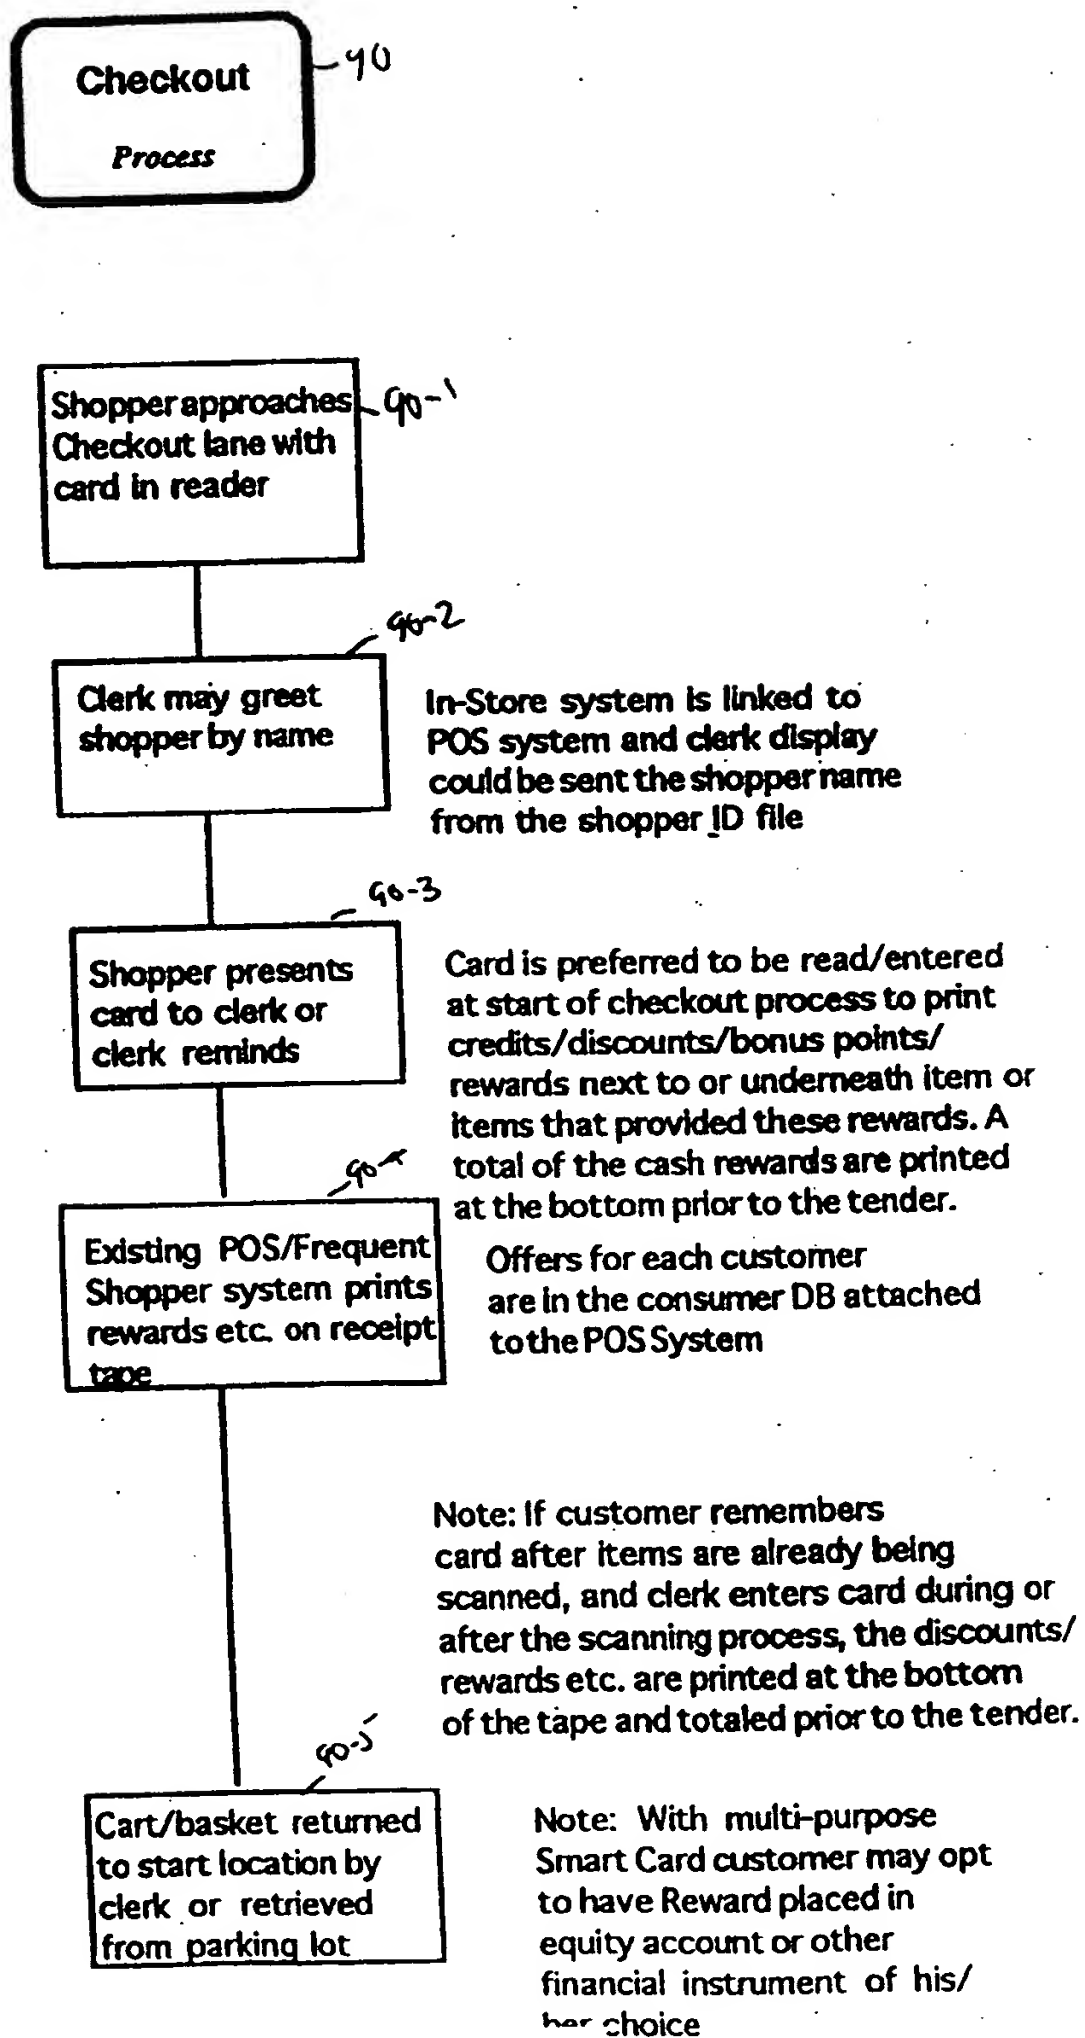 Checkout
90
Process
Shopper approaches
Checkout lane with
card in reader
90-1
90-2
Clerk may greet
shopper by name
In-Store system is linked to
POS system and clerk display
could be sent the shopper name
from the shopper ID file
90-3
Shopper presents
card to clerk or
clerk reminds
Card is preferred to be read/entered
at start of checkout process to print
credits/discounts/bonus points/
rewards next to or underneath item or
items that provided these rewards. A
total of the cash rewards are printed
at the bottom prior to the tender.
90-4
Existing POS/Frequent
Shopper system prints
rewards etc. on receipt
tape
Offers for each customer
are in the consumer DB attached
to the POS System
Note: If customer remembers
card after items are already being
scanned, and clerk enters card during or
after the scanning process, the discounts/
rewards etc. are printed at the bottom
of the tape and totaled prior to the tender.
90-5
Cart/basket returned
to start location by
clerk or retrieved
from parking lot
Note: With multi-purpose
Smart Card customer may opt
to have Reward placed in
equity account or other
financial instrument of his/
her choice